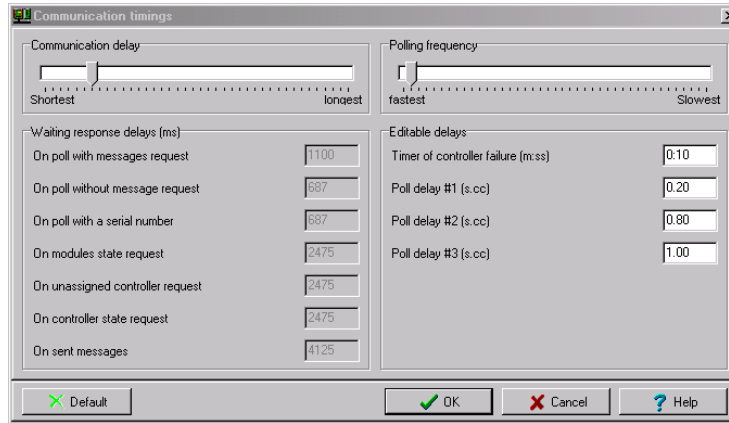 Communication timings
Communication delay
Shortest
longest
Polling frequency
fastest
Slowest
Waiting response delays (ms)
On poll with messages request 1100
On poll without message request 687
On poll with a serial number 687
On modules state request 2475
On unassigned controller request 2475
On controller state request 2475
On sent messages 4125
Editable delays
Timer of controller failure (m:ss) 0:10
Poll delay #1 (s.cc) 0.20
Poll delay #2 (s.cc) 0.80
Poll delay #3 (s.cc) 1.00
Default
OK
Cancel
? Help